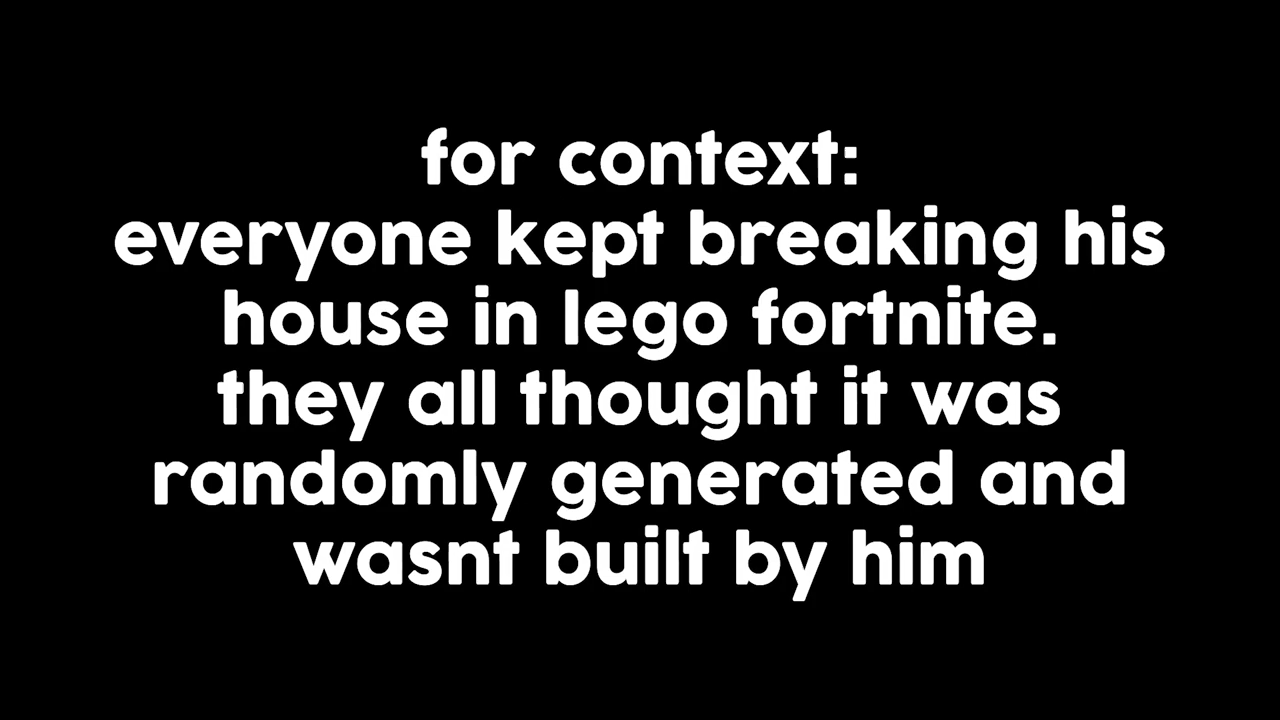 for context:
everyone kept breaking his
house in lego fortnite.
they all thought it was
randomly generated and
wasnt built by him